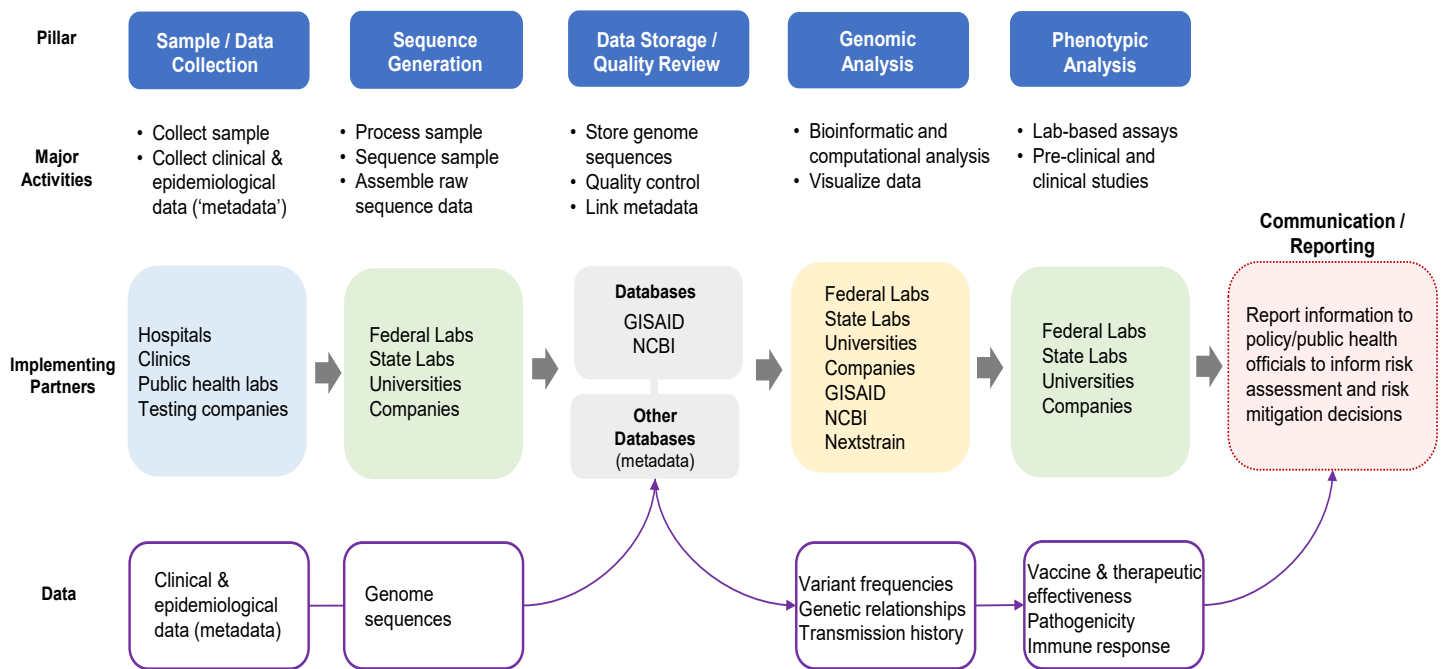 Pillar
Sample / Data
Collection
Sequence
Generation
Data Storage /
Quality Review
Genomic
Analysis
Phenotypic
Analysis
Major
Activities
• Collect sample
• Collect clinical &
epidemiological
data (‘metadata’)
• Process sample
• Sequence sample
• Assemble raw
sequence data
• Store genome
sequences
• Quality control
• Link metadata
• Bioinformatic and
computational analysis
• Visualize data
• Lab-based assays
• Pre-clinical and
clinical studies
Communication /
Reporting
Implementing
Partners
Hospitals
Clinics
Public health labs
Testing companies
Federal Labs
State Labs
Universities
Companies
Databases
GISAID
NCBI
Other
Databases
(metadata)
Federal Labs
State Labs
Universities
Companies
GISAID
NCBI
Nextstrain
Federal Labs
State Labs
Universities
Companies
Report information to
policy/public health
officials to inform risk
assessment and risk
mitigation decisions
Data
Clinical &
epidemiological
data (metadata)
Genome
sequences
Variant frequencies
Genetic relationships
Transmission history
Vaccine & therapeutic
effectiveness
Pathogenicity
Immune response